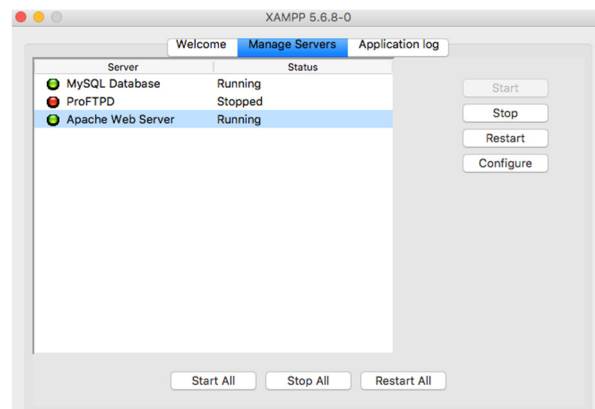 XAMPP 5.6.8-0
Welcome Manage Servers Application log
Server Status
MySQL Database Running
ProFTPD Stopped
Apache Web Server Running
Start
Stop
Restart
Configure
Start All Stop All Restart All